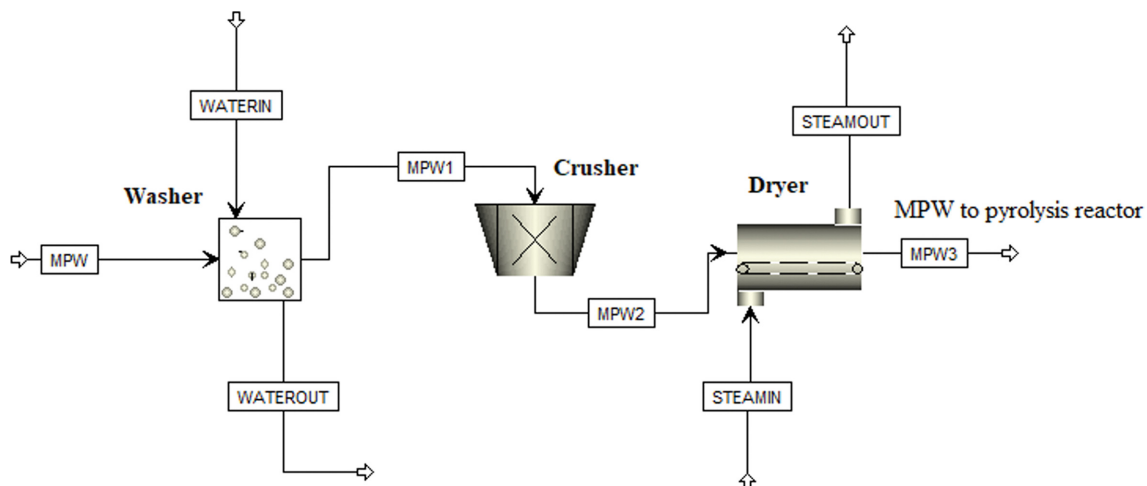 WATERIN
STEAMOUT
MPW1
Crusher
Washer
Dryer
MPW to pyrolysis reactor
MPW
MPW3
MPW2
WATEROUT
STEAMIN